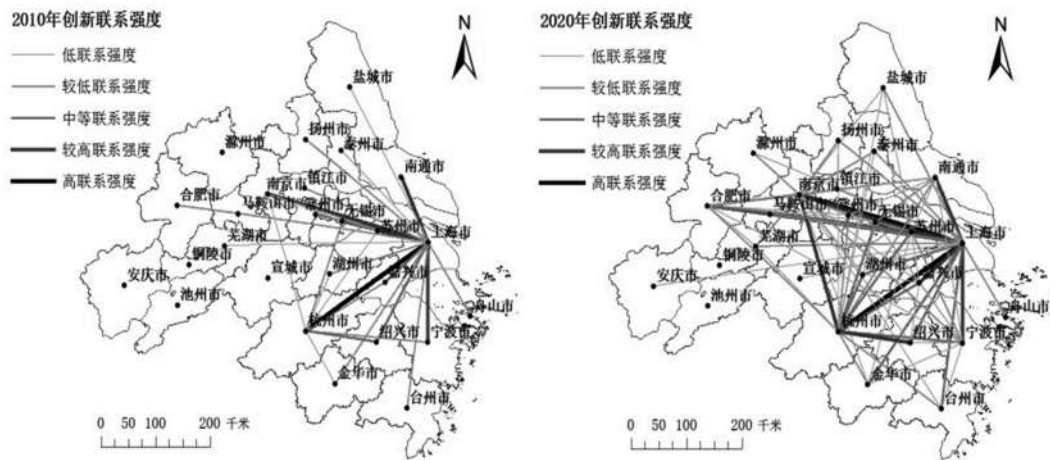 2010年创新联系强度
N
低联系强度
较低联系强度
中等联系强度
较高联系强度
高联系强度
盐城市
扬州市
滁州市
泰州市
南通市
南京市
镇江市
合肥市
马鞍山市
常州市
无锡市
苏州市
上海市
芜湖市
铜陵市
宣城市
湖州市
嘉兴市
安庆市
池州市
舟山市
杭州市
绍兴市
宁波市
金华市
台州市
0 50 100 200 千米
2020年创新联系强度
N
低联系强度
较低联系强度
中等联系强度
较高联系强度
高联系强度
盐城市
扬州市
滁州市
泰州市
南通市
南京市
镇江市
合肥市
马鞍山市
常州市
无锡市
苏州市
上海市
芜湖市
铜陵市
宣城市
湖州市
嘉兴市
安庆市
池州市
舟山市
杭州市
绍兴市
宁波市
金华市
台州市
0 50 100 200 千米